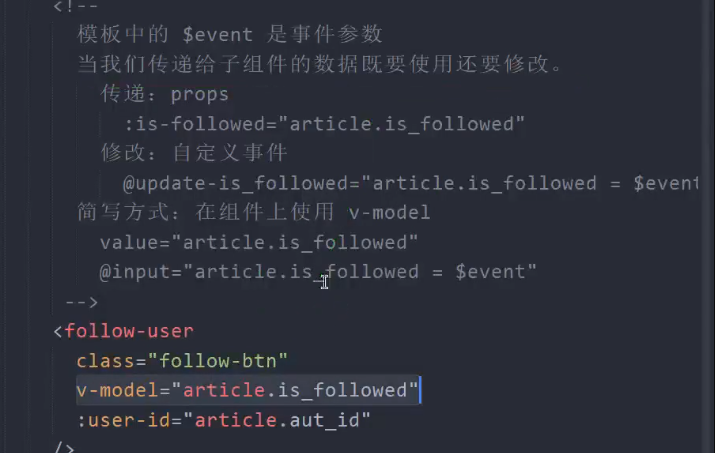 <!--
模板中的 $event 是事件参数
当我们传递给子组件的数据既要使用还要修改。
传递：props
:is-followed="article.is_followed"
修改：自定义事件
@update-is_followed="article.is_followed = $event
简写方式：在组件上使用 v-model
value="article.is_followed"
@input="article.is_followed = $event"
-->
<follow-user
class="follow-btn"
v-model="article.is_followed"
:user-id="article.aut_id"
/>